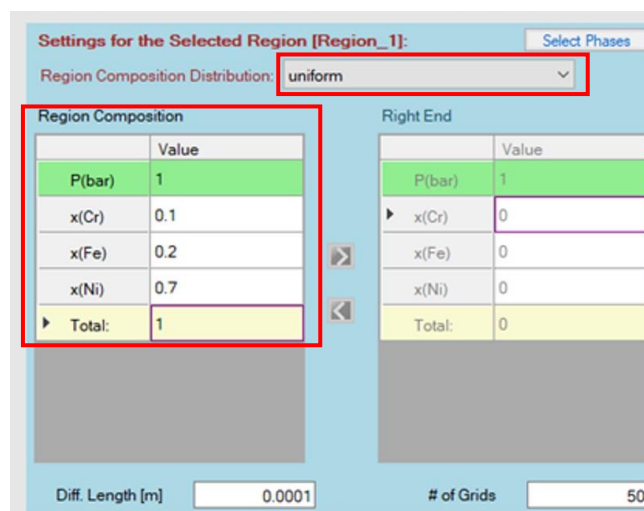 Settings for the Selected Region [Region_1]: Select Phases
Region Composition Distribution: uniform
Region Composition Right End
Value Value
P(bar) 1 P(bar) 1
x(Cr) 0.1 x(Cr) 0
x(Fe) 0.2 x(Fe) 0
x(Ni) 0.7 x(Ni) 0
Total: 1 Total: 0
Diff. Length [m] 0.0001 # of Grids 50